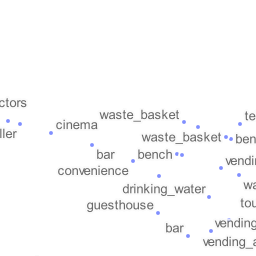 ctors
waste_basket
te
cinema
ller
waste_basket
ben
bar
bench
vendi
convenience
drinking_water
wa
guesthouse
tou
vending
bar
vending_a